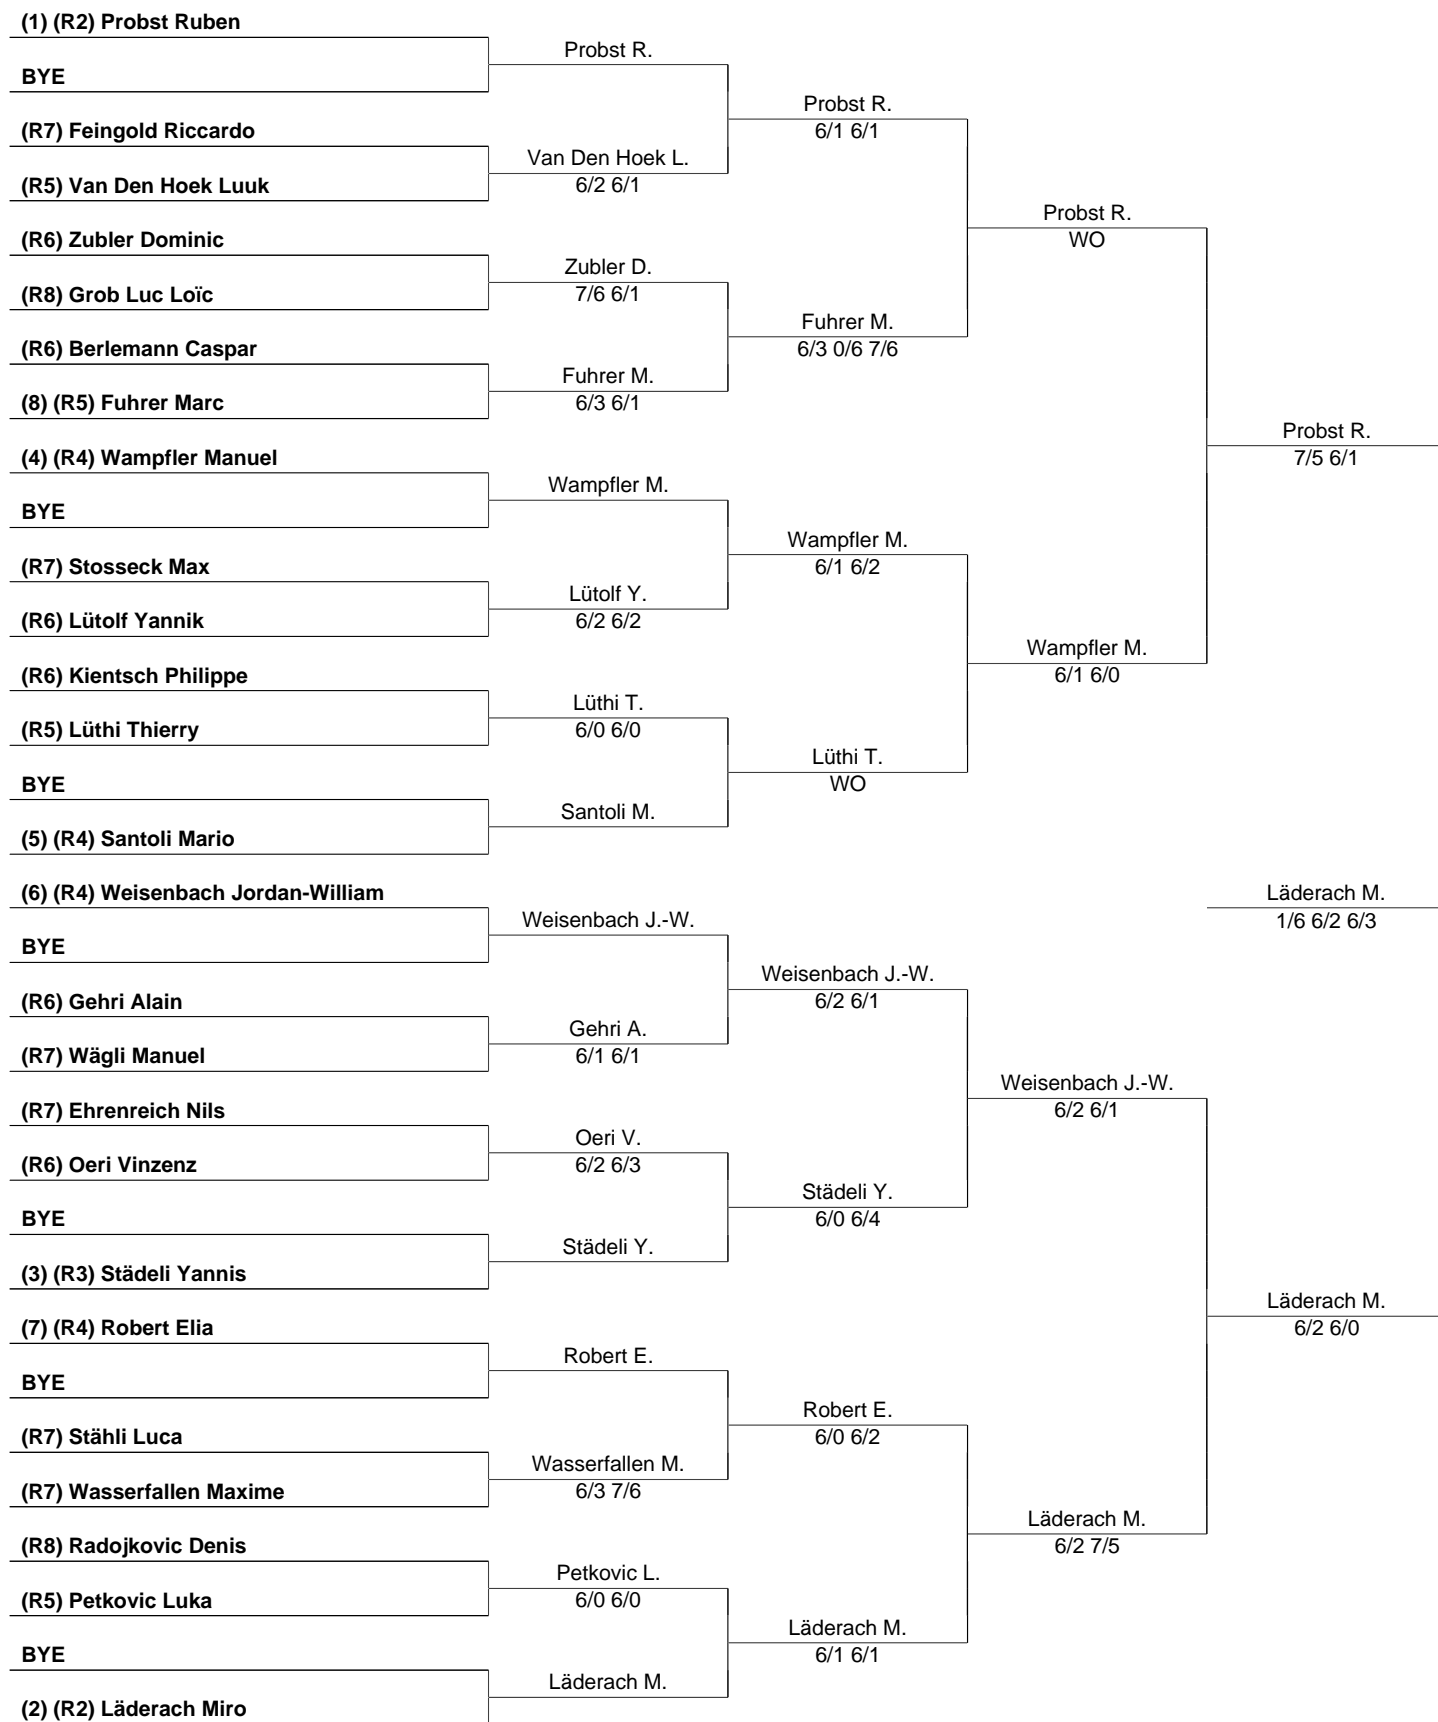 (1) (R2) Probst Ruben
BYE
(R7) Feingold Riccardo
(R5) Van Den Hoek Luuk
(R6) Zubler Dominic
(R8) Grob Luc Loïc
(R6) Berlemann Caspar
(8) (R5) Fuhrer Marc
(4) (R4) Wampfler Manuel
BYE
(R7) Stosseck Max
(R6) Lütolf Yannik
(R6) Kientsch Philippe
(R5) Lüthi Thierry
BYE
(5) (R4) Santoli Mario
(6) (R4) Weisenbach Jordan-William
BYE
(R6) Gehri Alain
(R7) Wägli Manuel
(R7) Ehrenreich Nils
(R6) Oeri Vinzenz
BYE
(3) (R3) Städeli Yannis
(7) (R4) Robert Elia
BYE
(R7) Stähli Luca
(R7) Wasserfallen Maxime
(R8) Radojkovic Denis
(R5) Petkovic Luka
BYE
(2) (R2) Läderach Miro
Probst R.
Van Den Hoek L.
6/2 6/1
Zubler D.
7/6 6/1
Fuhrer M.
6/3 6/1
Wampfler M.
Lütolf Y.
6/2 6/2
Lüthi T.
6/0 6/0
Santoli M.
Weisenbach J.-W.
Gehri A.
6/1 6/1
Oeri V.
6/2 6/3
Städeli Y.
Robert E.
Wasserfallen M.
6/3 7/6
Petkovic L.
6/0 6/0
Läderach M.
Probst R.
6/1 6/1
Fuhrer M.
6/3 0/6 7/6
Wampfler M.
6/1 6/2
Lüthi T.
WO
Weisenbach J.-W.
6/2 6/1
Städeli Y.
6/0 6/4
Robert E.
6/0 6/2
Läderach M.
6/1 6/1
Probst R.
WO
Wampfler M.
6/1 6/0
Weisenbach J.-W.
6/2 6/1
Läderach M.
6/2 7/5
Probst R.
7/5 6/1
Läderach M.
1/6 6/2 6/3
Läderach M.
6/2 6/0